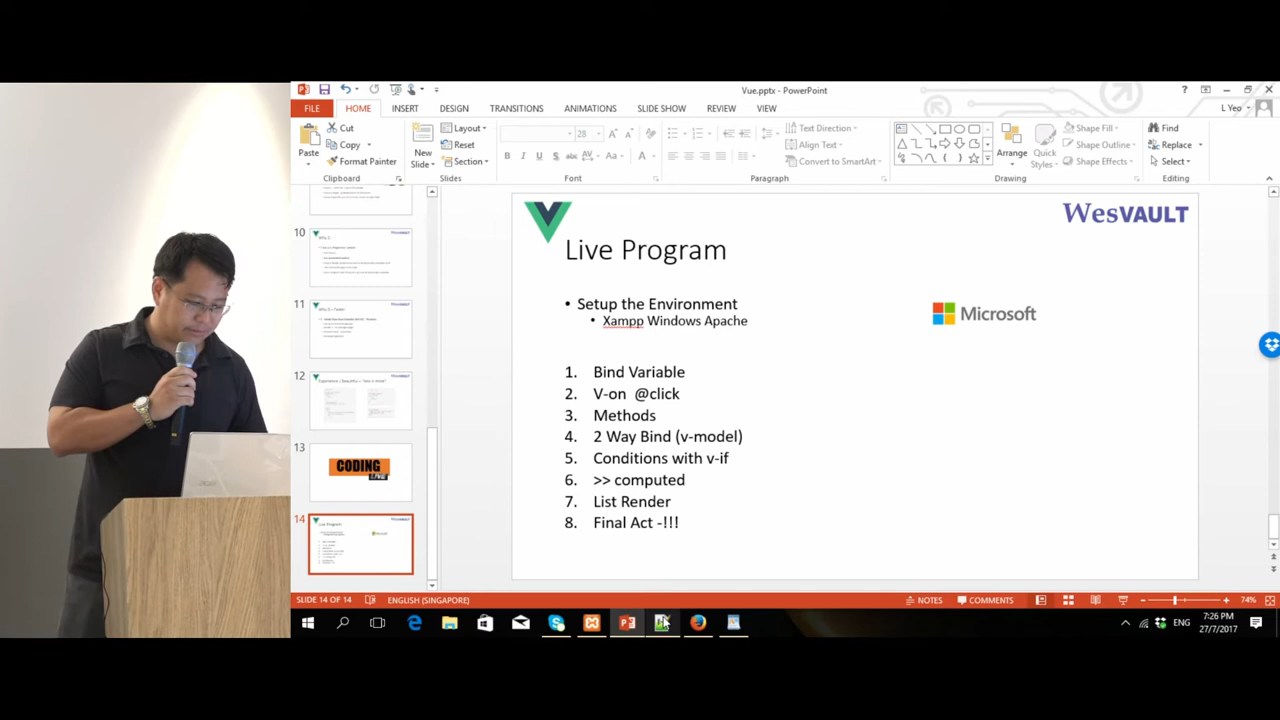 Vue.pptx - PowerPoint
FILE HOME INSERT DESIGN TRANSITIONS ANIMATIONS SLIDE SHOW REVIEW VIEW
L Yeo
Paste
Cut
Copy
Format Painter
Clipboard
New
Slide
Layout
Reset
Section
Slides
28
Font
Text Direction
Align Text
Convert to SmartArt
Paragraph
Arrange
Quick
Styles
Shape Fill
Shape Outline
Shape Effects
Drawing
Find
Replace
Select
Editing
10
11
12
13
CODING
14
Live Program
WesVAULT
Live Program
• Setup the Environment
• Xampp Windows Apache
Microsoft
1. Bind Variable
2. V-on @click
3. Methods
4. 2 Way Bind (v-model)
5. Conditions with v-if
6. >> computed
7. List Render
8. Final Act -!!!
SLIDE 14 OF 14 ENGLISH (SINGAPORE) NOTES COMMENTS 74%
ENG
7:26 PM
27/7/2017